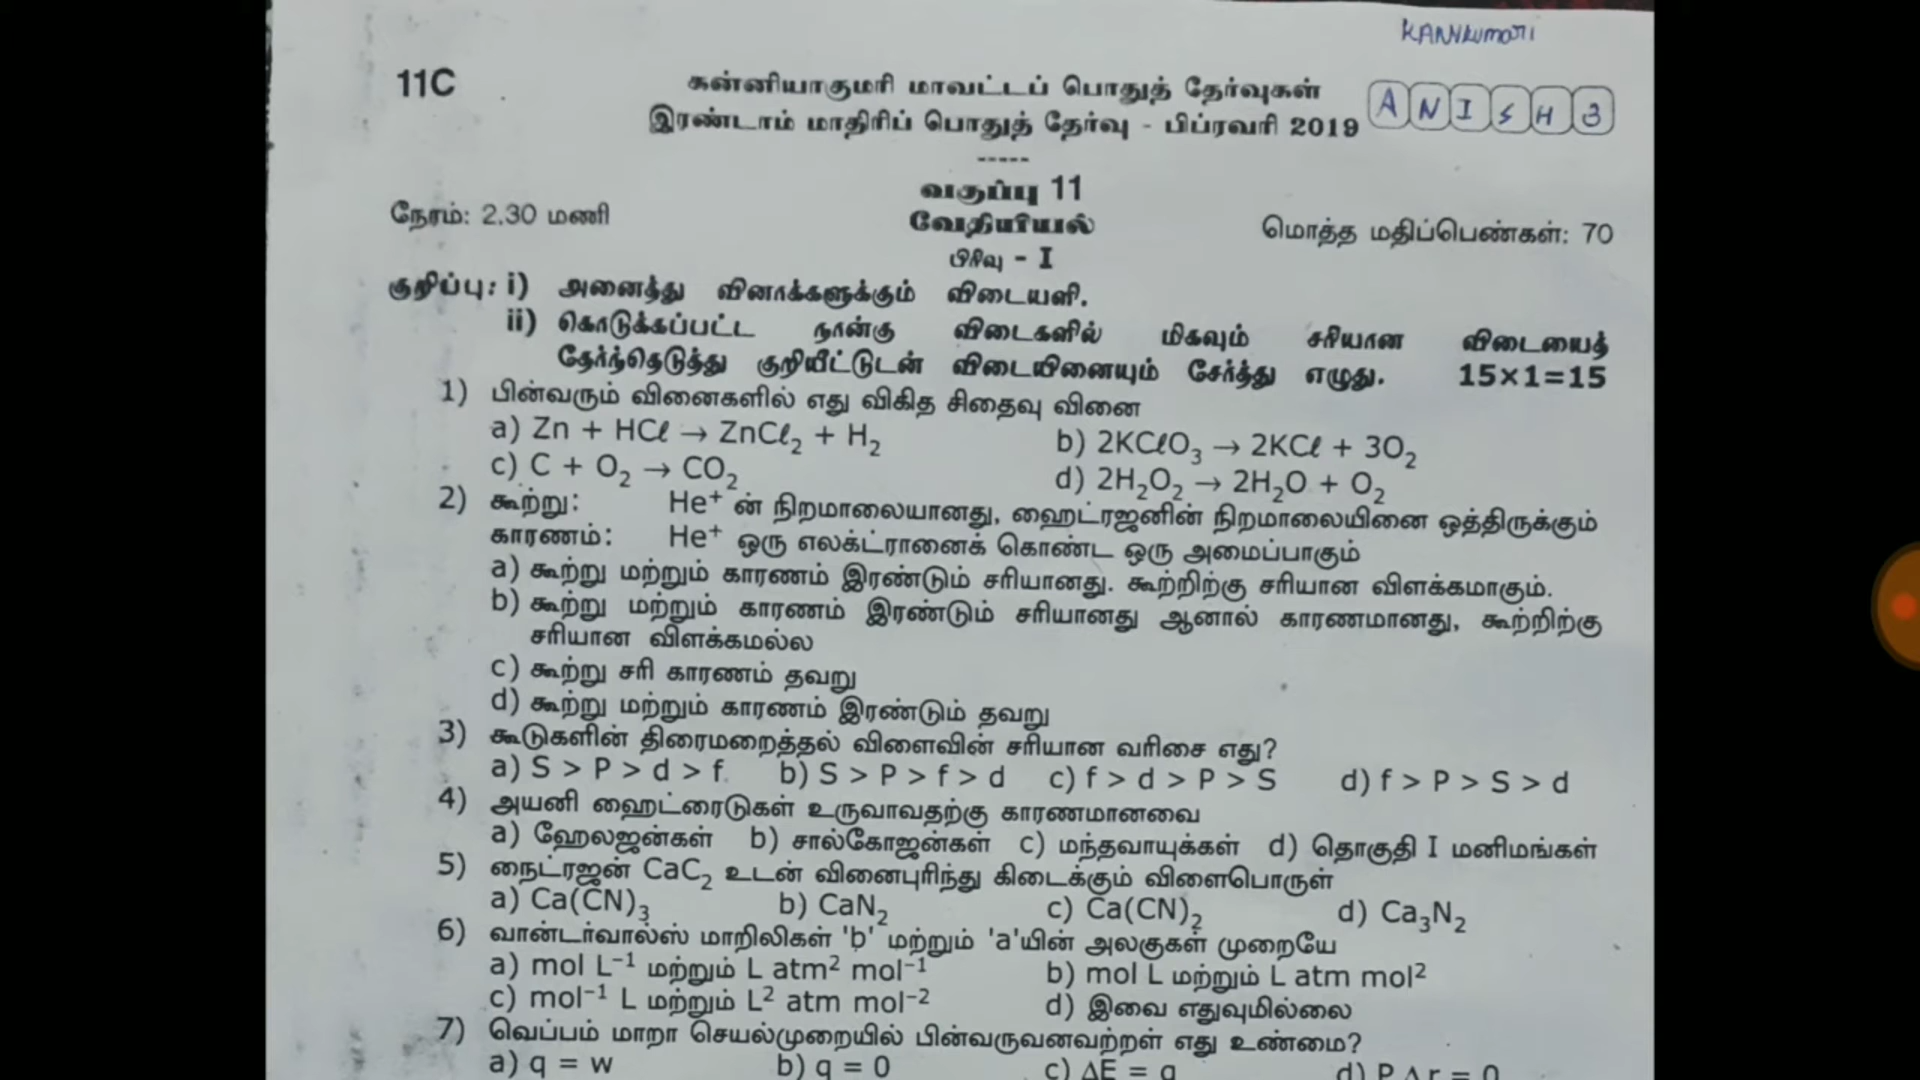 KANYkumari
11C
கன்னியாகுமரி மாவட்டப் பொதுத் தேர்வுகள்
இரண்டாம் மாதிரிப் பொதுத் தேர்வு - பிப்ரவரி 2019
ANISH3
-----
வகுப்பு 11
நேரம்: 2.30 மணி
வேதியியல்
மொத்த மதிப்பெண்கள்: 70
பிரிவு - I
குறிப்பு: i) அனைத்து வினாக்களுக்கும் விடையளி.
ii) கொடுக்கப்பட்ட நான்கு விடைகளில் மிகவும் சரியான விடையைத்
தேர்ந்தெடுத்து குறியீட்டுடன் விடையினையும் சேர்த்து எழுது. 15×1=15
1) பின்வரும் வினைகளில் எது விகித சிதைவு வினை
a) Zn + HCℓ → ZnCℓ₂ + H₂ b) 2KCℓO₃ → 2KCℓ + 3O₂
c) C + O₂ → CO₂ d) 2H₂O₂ → 2H₂O + O₂
2) கூற்று: He⁺ ன் நிறமாலையானது, ஹைட்ரஜனின் நிறமாலையினை ஒத்திருக்கும்
காரணம்: He⁺ ஒரு எலக்ட்ரானைக் கொண்ட ஒரு அமைப்பாகும்
a) கூற்று மற்றும் காரணம் இரண்டும் சரியானது. கூற்றிற்கு சரியான விளக்கமாகும்.
b) கூற்று மற்றும் காரணம் இரண்டும் சரியானது ஆனால் காரணமானது, கூற்றிற்கு
சரியான விளக்கமல்ல
c) கூற்று சரி காரணம் தவறு
d) கூற்று மற்றும் காரணம் இரண்டும் தவறு
3) கூடுகளின் திரைமறைத்தல் விளைவின் சரியான வரிசை எது?
a) S > P > d > f. b) S > P > f > d c) f > d > P > S d) f > P > S > d
4) அயனி ஹைட்ரைடுகள் உருவாவதற்கு காரணமானவை
a) ஹேலஜன்கள் b) சால்கோஜன்கள் c) மந்தவாயுக்கள் d) தொகுதி I மனிமங்கள்
5) நைட்ரஜன் CaC₂ உடன் வினைபுரிந்து கிடைக்கும் விளைபொருள்
a) Ca(CN)₃ b) CaN₂ c) Ca(CN)₂ d) Ca₃N₂
6) வான்டர்வால்ஸ் மாறிலிகள் 'b' மற்றும் 'a'யின் அலகுகள் முறையே
a) mol L⁻¹ மற்றும் L atm² mol⁻¹ b) mol L மற்றும் L atm mol²
c) mol⁻¹ L மற்றும் L² atm mol⁻² d) இவை எதுவுமில்லை
7) வெப்பம் மாறா செயல்முறையில் பின்வருவனவற்றள் எது உண்மை?
a) q = w b) q = 0 c) ΔE = q d) P Δ